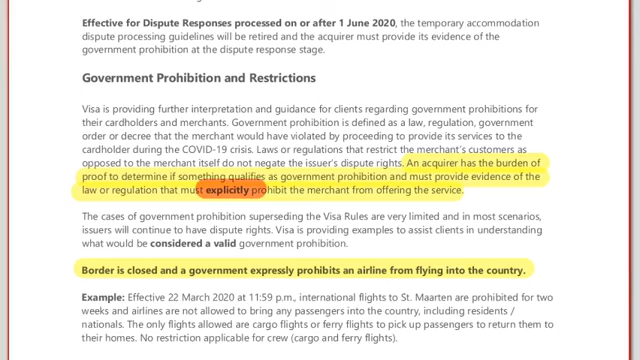 Effective for Dispute Responses processed on or after 1 June 2020, the temporary accommodation
dispute processing guidelines will be retired and the acquirer must provide its evidence of the
government prohibition at the dispute response stage.
Government Prohibition and Restrictions
Visa is providing further interpretation and guidance for clients regarding government prohibitions for
their cardholders and merchants. Government prohibition is defined as a law, regulation, government
order or decree that the merchant would have violated by proceeding to provide its services to the
cardholder during the COVID-19 crisis. Laws or regulations that restrict the merchant's customers as
opposed to the merchant itself do not negate the issuer's dispute rights. An acquirer has the burden of
proof to determine if something qualifies as government prohibition and must provide evidence of the
law or regulation that must explicitly prohibit the merchant from offering the service.
The cases of government prohibition superseding the Visa Rules are very limited and in most scenarios,
issuers will continue to have dispute rights. Visa is providing examples to assist clients in understanding
what would be considered a valid government prohibition.
Border is closed and a government expressly prohibits an airline from flying into the country.
Example: Effective 22 March 2020 at 11:59 p.m., international flights to St. Maarten are prohibited for two
weeks and airlines are not allowed to bring any passengers into the country, including residents /
nationals. The only flights allowed are cargo flights or ferry flights to pick up passengers to return them to
their homes. No restriction applicable for crew (cargo and ferry flights).